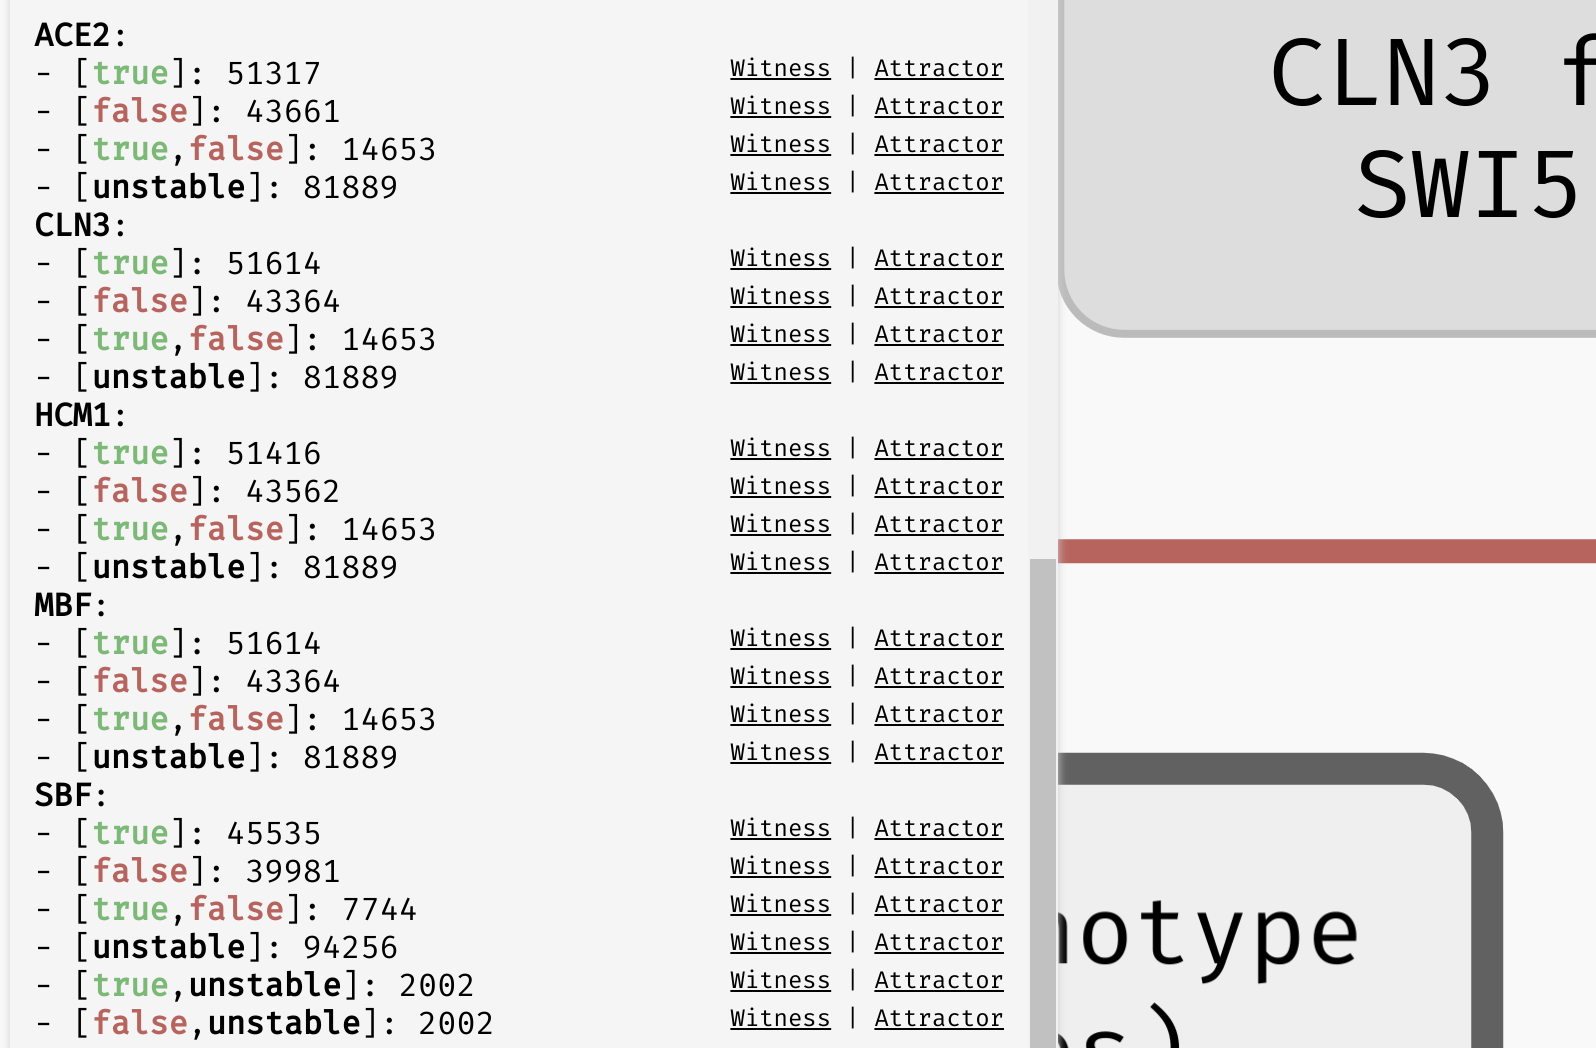 ACE2:
- [true]: 51317 Witness | Attractor
- [false]: 43661 Witness | Attractor
- [true,false]: 14653 Witness | Attractor
- [unstable]: 81889 Witness | Attractor
CLN3:
- [true]: 51614 Witness | Attractor
- [false]: 43364 Witness | Attractor
- [true,false]: 14653 Witness | Attractor
- [unstable]: 81889 Witness | Attractor
HCM1:
- [true]: 51416 Witness | Attractor
- [false]: 43562 Witness | Attractor
- [true,false]: 14653 Witness | Attractor
- [unstable]: 81889 Witness | Attractor
MBF:
- [true]: 51614 Witness | Attractor
- [false]: 43364 Witness | Attractor
- [true,false]: 14653 Witness | Attractor
- [unstable]: 81889 Witness | Attractor
SBF:
- [true]: 45535 Witness | Attractor
- [false]: 39981 Witness | Attractor
- [true,false]: 7744 Witness | Attractor
- [unstable]: 94256 Witness | Attractor
- [true,unstable]: 2002 Witness | Attractor
- [false,unstable]: 2002 Witness | Attractor
CLN3 f
SWI5
otype
s)